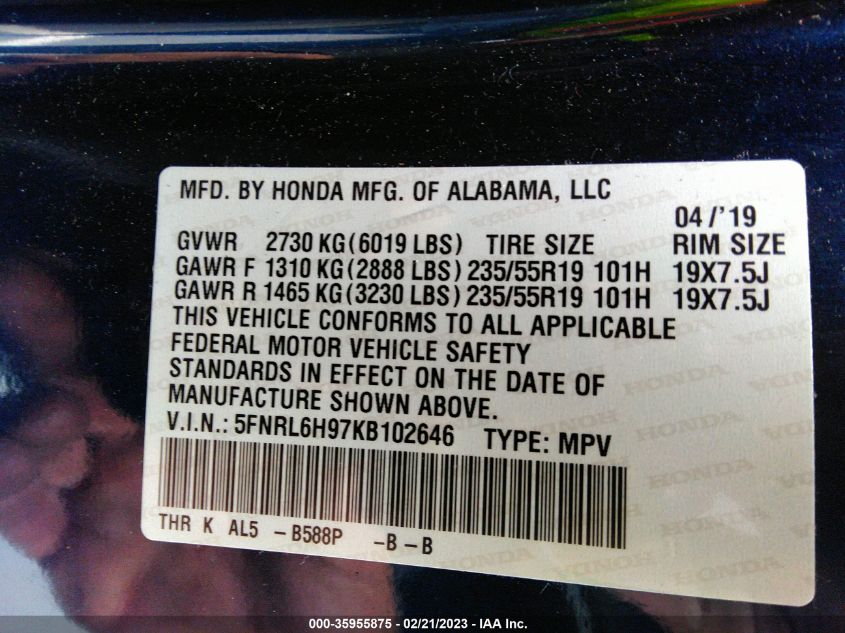 MFD. BY HONDA MFG. OF ALABAMA, LLC
04/'19
GVWR 2730 KG(6019 LBS) TIRE SIZE RIM SIZE
GAWR F 1310 KG(2888 LBS) 235/55R19 101H 19X7.5J
GAWR R 1465 KG(3230 LBS) 235/55R19 101H 19X7.5J
THIS VEHICLE CONFORMS TO ALL APPLICABLE
FEDERAL MOTOR VEHICLE SAFETY
STANDARDS IN EFFECT ON THE DATE OF
MANUFACTURE SHOWN ABOVE.
V.I.N.: 5FNRL6H97KB102646 TYPE: MPV
THR K AL5 -B588P -B-B
000-35955875 - 02/21/2023 - IAA Inc.